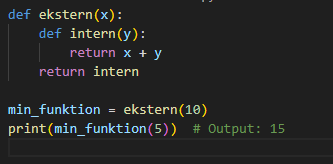 def ekstern(x):
    def intern(y):
        return x + y
    return intern

min_funktion = ekstern(10)
print(min_funktion(5))  # Output: 15